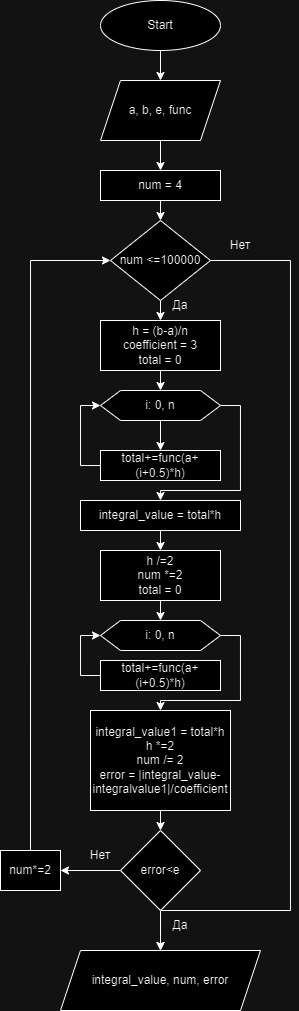 Start
a, b, e, func
num = 4
num <=100000
Нет
Да
h = (b-a)/n
coefficient = 3
total = 0
i: 0, n
total+=func(a+
(i+0.5)*h)
integral_value = total*h
h /=2
num *=2
total = 0
i: 0, n
total+=func(a+
(i+0.5)*h)
integral_value1 = total*h
h *=2
num /= 2
error = |integral_value-
integralvalue1|/coefficient
Нет
num*=2
error<e
Да
integral_value, num, error